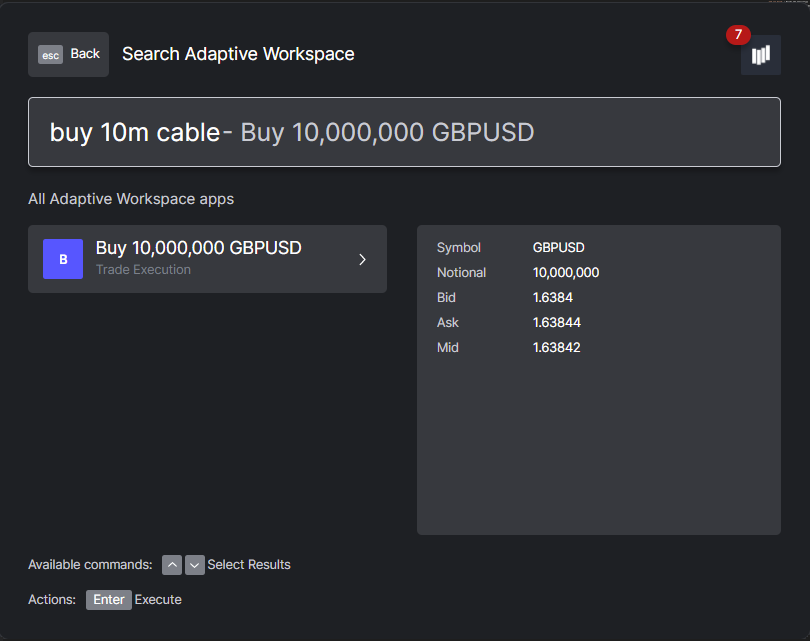 esc Back Search Adaptive Workspace 7
buy 10m cable - Buy 10,000,000 GBPUSD
All Adaptive Workspace apps
B
Buy 10,000,000 GBPUSD
Trade Execution
Symbol GBPUSD
Notional 10,000,000
Bid 1.6384
Ask 1.63844
Mid 1.63842
Available commands: Select Results
Actions: Enter Execute